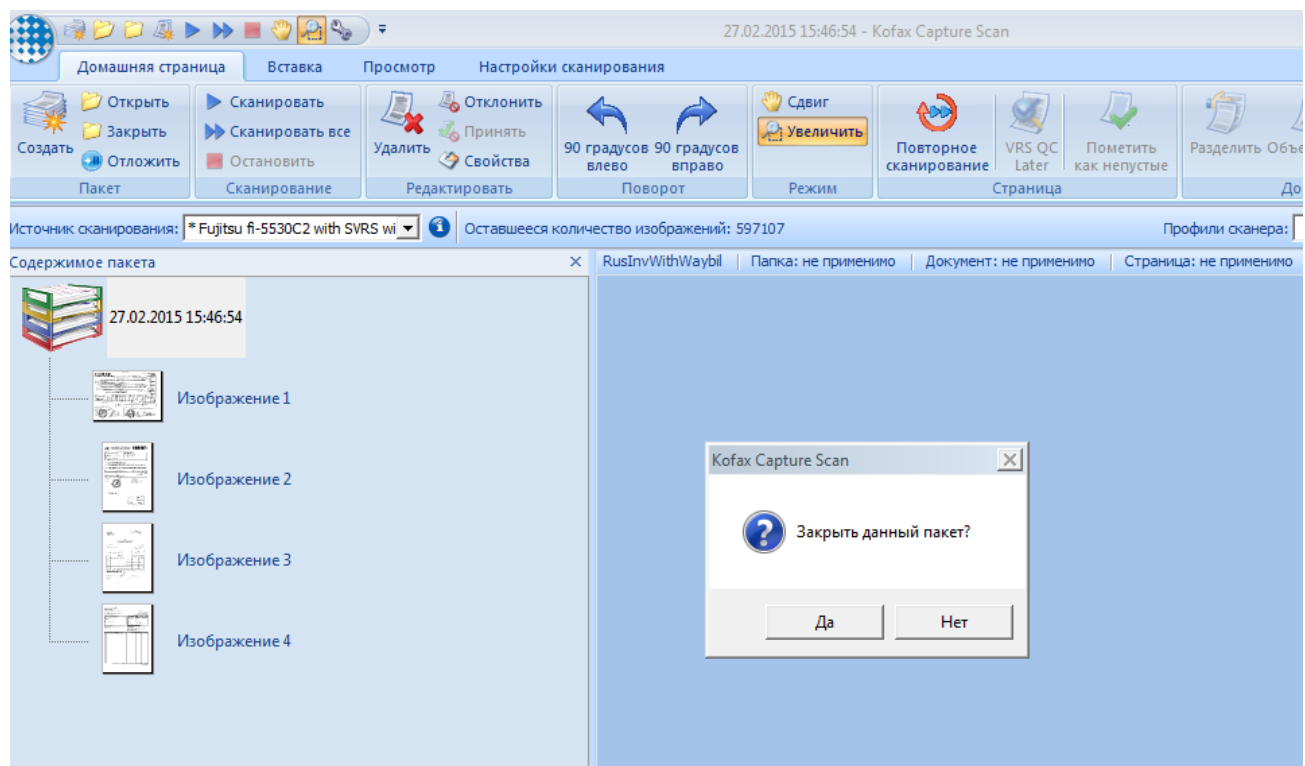 27.02.2015 15:46:54 - Kofax Capture Scan
Домашняя страница Вставка Просмотр Настройки сканирования
Создать
Открыть
Закрыть
Отложить
Пакет
Сканировать
Сканировать все
Остановить
Сканирование
Удалить
Отклонить
Принять
Свойства
Редактировать
90 градусов влево
90 градусов вправо
Поворот
Сдвиг
Увеличить
Режим
Повторное сканирование
VRS QC Later
Пометить как непустые
Страница
Разделить Объе
До
Источник сканирования: * Fujitsu fi-5530C2 with SVRS wi Оставшееся количество изображений: 597107 Профили сканера:
Содержимое пакета
RusInvWithWaybil | Папка: не применимо | Документ: не применимо | Страница: не применимо
27.02.2015 15:46:54
Изображение 1
Изображение 2
Изображение 3
Изображение 4
Kofax Capture Scan
Закрыть данный пакет?
Да Нет